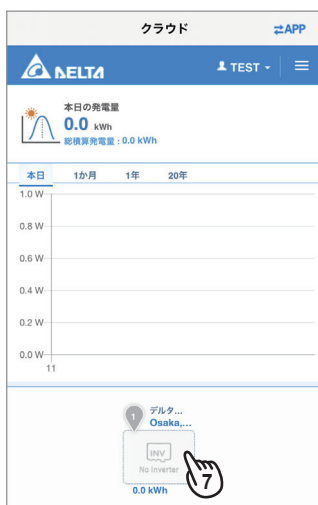 クラウド
⇄APP
DELTA
TEST
本日の発電量
0.0 kWh
総積算発電量 : 0.0 kWh
本日 1か月 1年 20年
1.0 W
0.8 W
0.6 W
0.4 W
0.2 W
0.0 W
11
1
デルタ...
Osaka,...
INV
No Inverter
0.0 kWh
7